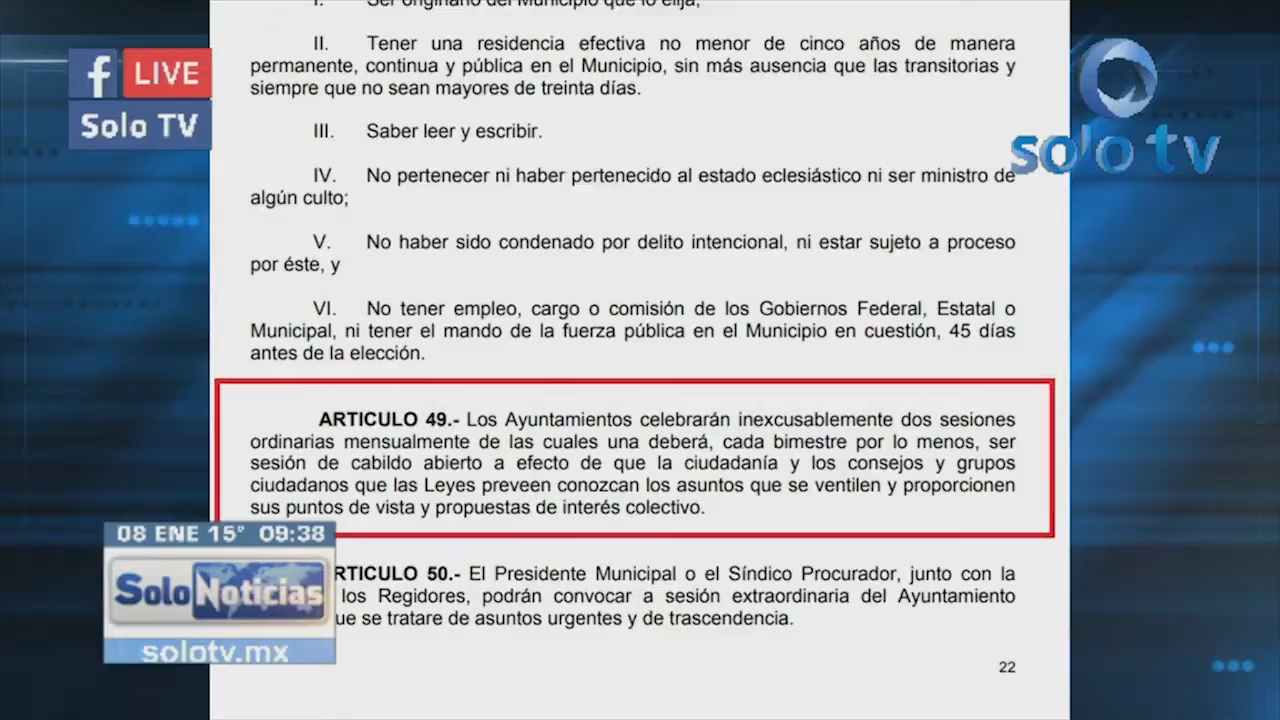 I. Ser originario del Municipio que lo elija;
f LIVE
Solo TV
solo tv
II. Tener una residencia efectiva no menor de cinco años de manera
permanente, continua y pública en el Municipio, sin más ausencia que las transitorias y
siempre que no sean mayores de treinta días.
III. Saber leer y escribir.
IV. No pertenecer ni haber pertenecido al estado eclesiástico ni ser ministro de
algún culto;
V. No haber sido condenado por delito intencional, ni estar sujeto a proceso
por éste, y
VI. No tener empleo, cargo o comisión de los Gobiernos Federal, Estatal o
Municipal, ni tener el mando de la fuerza pública en el Municipio en cuestión, 45 días
antes de la elección.
ARTICULO 49.- Los Ayuntamientos celebrarán inexcusablemente dos sesiones
ordinarias mensualmente de las cuales una deberá, cada bimestre por lo menos, ser
sesión de cabildo abierto a efecto de que la ciudadanía y los consejos y grupos
ciudadanos que las Leyes preveen conozcan los asuntos que se ventilen y proporcionen
sus puntos de vista y propuestas de interés colectivo.
RTICULO 50.- El Presidente Municipal o el Síndico Procurador, junto con la
los Regidores, podrán convocar a sesión extraordinaria del Ayuntamiento
ue se tratare de asuntos urgentes y de trascendencia.
22
08 ENE 15° 09:38
Solo Noticias
solotv.mx